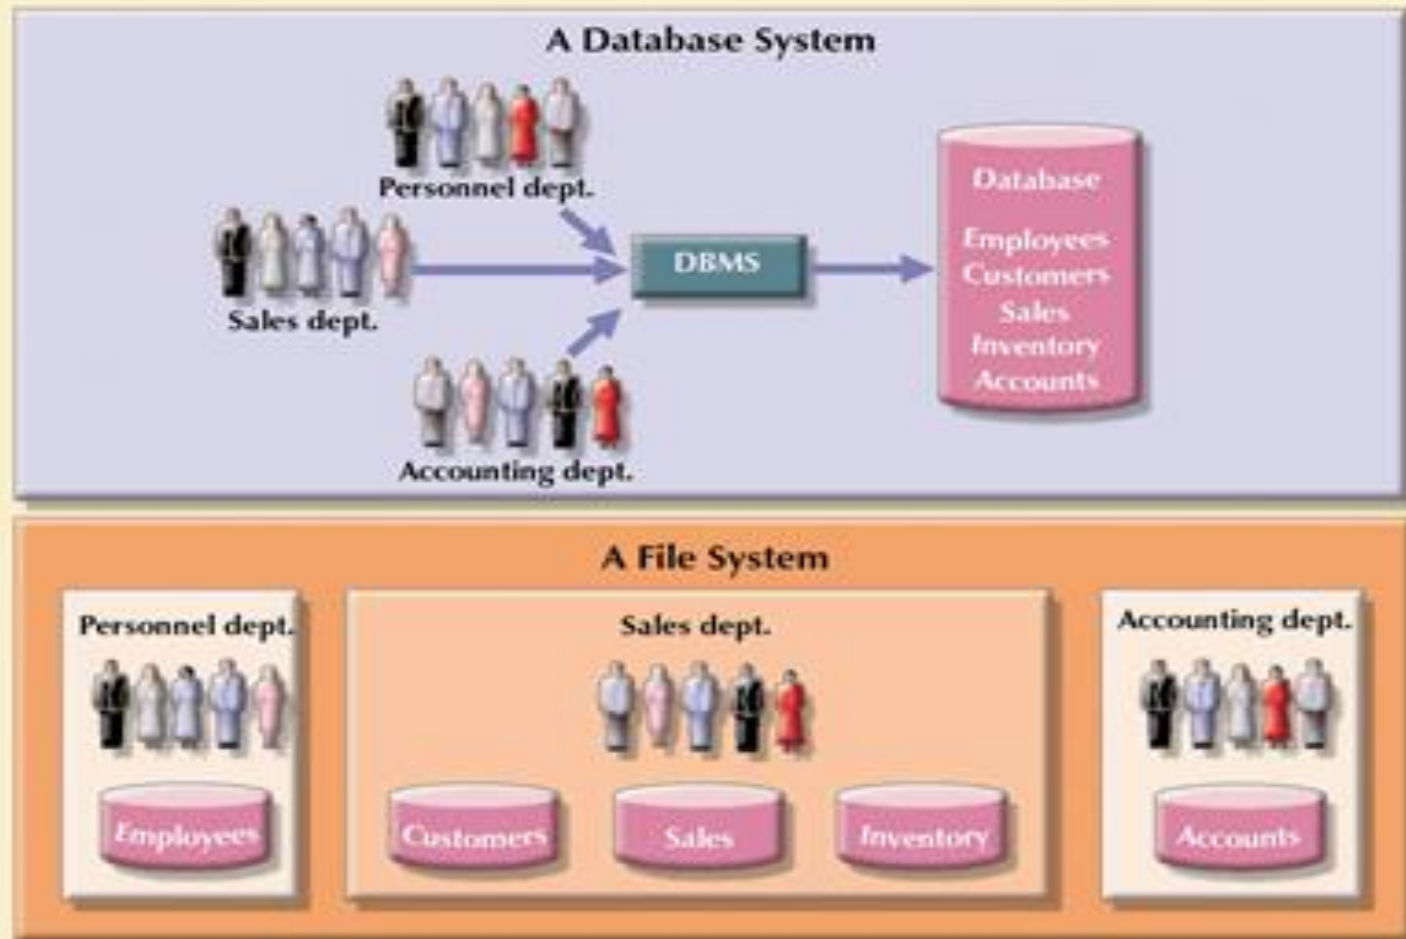 A Database System
Personnel dept.
Sales dept.
Accounting dept.
DBMS
Database
Employees
Customers
Sales
Inventory
Accounts
A File System
Personnel dept.
Employees
Sales dept.
Customers
Sales
Inventory
Accounting dept.
Accounts